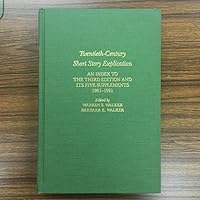 Twentieth-Century
Short Story Explication
AN INDEX TO
THE THIRD EDITION AND
ITS FIVE SUPPLEMENTS
1961–1991
Edited by
WARREN S. WALKER
BARBARA K. WALKER